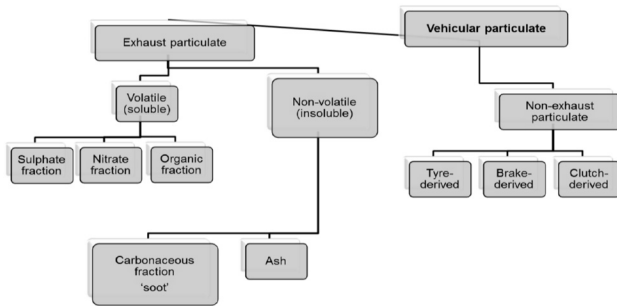 Vehicular particulate
Exhaust particulate
Volatile
(soluble)
Non-volatile
(insoluble)
Non-exhaust
particulate
Sulphate
fraction
Nitrate
fraction
Organic
fraction
Tyre-
derived
Brake-
derived
Clutch-
derived
Carbonaceous
fraction
'soot'
Ash